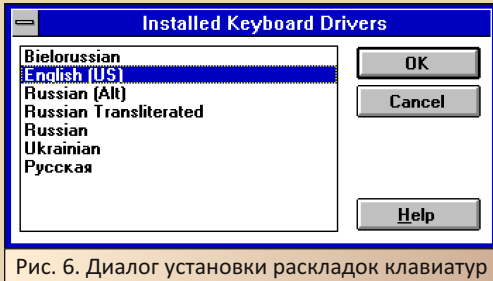 Installed Keyboard Drivers
Bielorussian
English (US)
Russian (Alt)
Russian Transliterated
Russian
Ukrainian
Русская
OK
Cancel
Help
Рис. 6. Диалог установки раскладок клавиатур